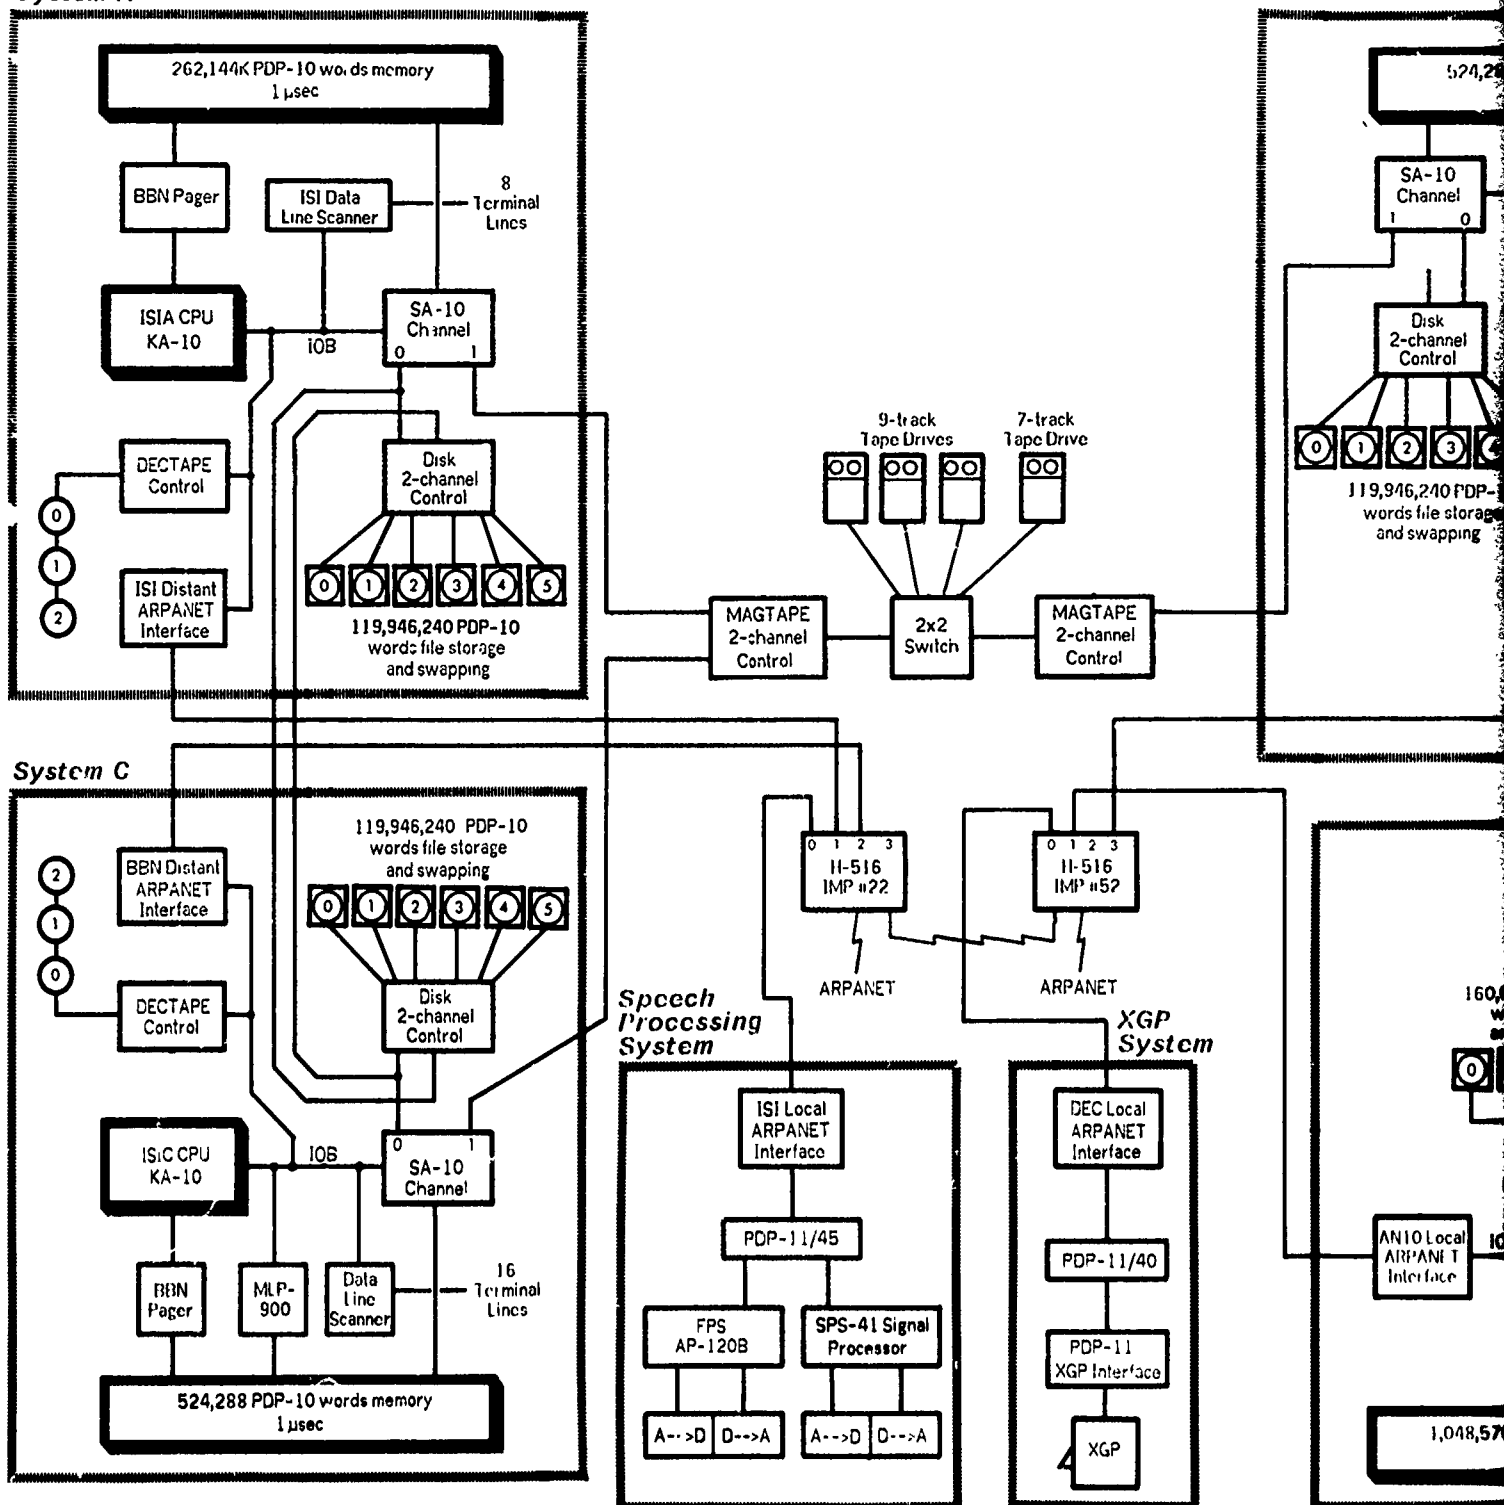 262,144K PDP-10 words memory
1 µsec
BBN Pager
ISI Data
Line Scanner
8
Terminal
Lines
ISIA CPU
KA-10
IOB
SA-10
Channel
0 1
DECTAPE
Control
0
1
2
ISI Distant
ARPANET
Interface
Disk
2-channel
Control
0 1 2 3 4 5
119,946,240 PDP-10
words file storage
and swapping
9-track
Tape Drives
7-track
Tape Drive
MAGTAPE
2-channel
Control
2x2
Switch
MAGTAPE
2-channel
Control
524,28
SA-10
Channel
1 0
Disk
2-channel
Control
0 1 2 3 4
119,946,240 PDP-
words file storage
and swapping
System C
2
1
0
BBN Distant
ARPANET
Interface
DECTAPE
Control
119,946,240 PDP-10
words file storage
and swapping
0 1 2 3 4 5
Disk
2-channel
Control
ISIC CPU
KA-10
IOB
0 1
SA-10
Channel
BBN
Pager
MLP-
900
Data
Line
Scanner
16
Terminal
Lines
524,288 PDP-10 words memory
1 µsec
0 1 2 3
H-516
IMP #22
ARPANET
0 1 2 3
H-516
IMP #52
ARPANET
Speech
Processing
System
ISI Local
ARPANET
Interface
PDP-11/45
FPS
AP-120B
SPS-41 Signal
Processor
A-->D D-->A
A-->D D-->A
XGP
System
DEC Local
ARPANET
Interface
PDP-11/40
PDP-11
XGP Interface
XGP
160,
0
AN10 Local
ARPANET
Interface
IO
1,048,576